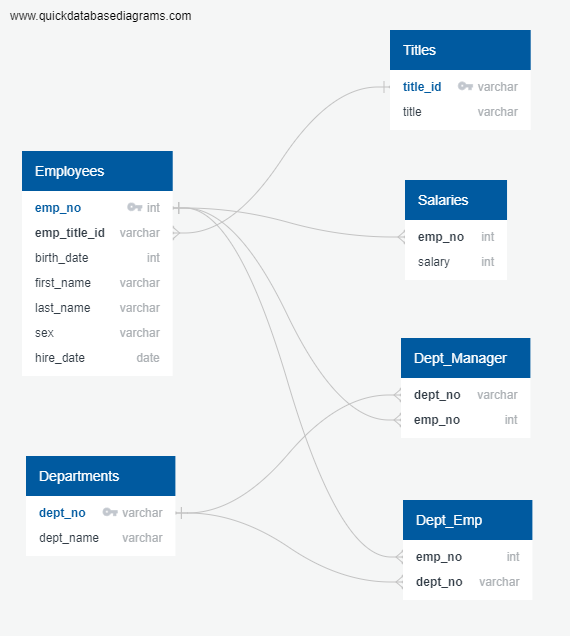 www.quickdatabasediagrams.com
Titles
title_id varchar
title varchar
Employees
emp_no int
emp_title_id varchar
birth_date int
first_name varchar
last_name varchar
sex varchar
hire_date date
Salaries
emp_no int
salary int
Dept_Manager
dept_no varchar
emp_no int
Departments
dept_no varchar
dept_name varchar
Dept_Emp
emp_no int
dept_no varchar